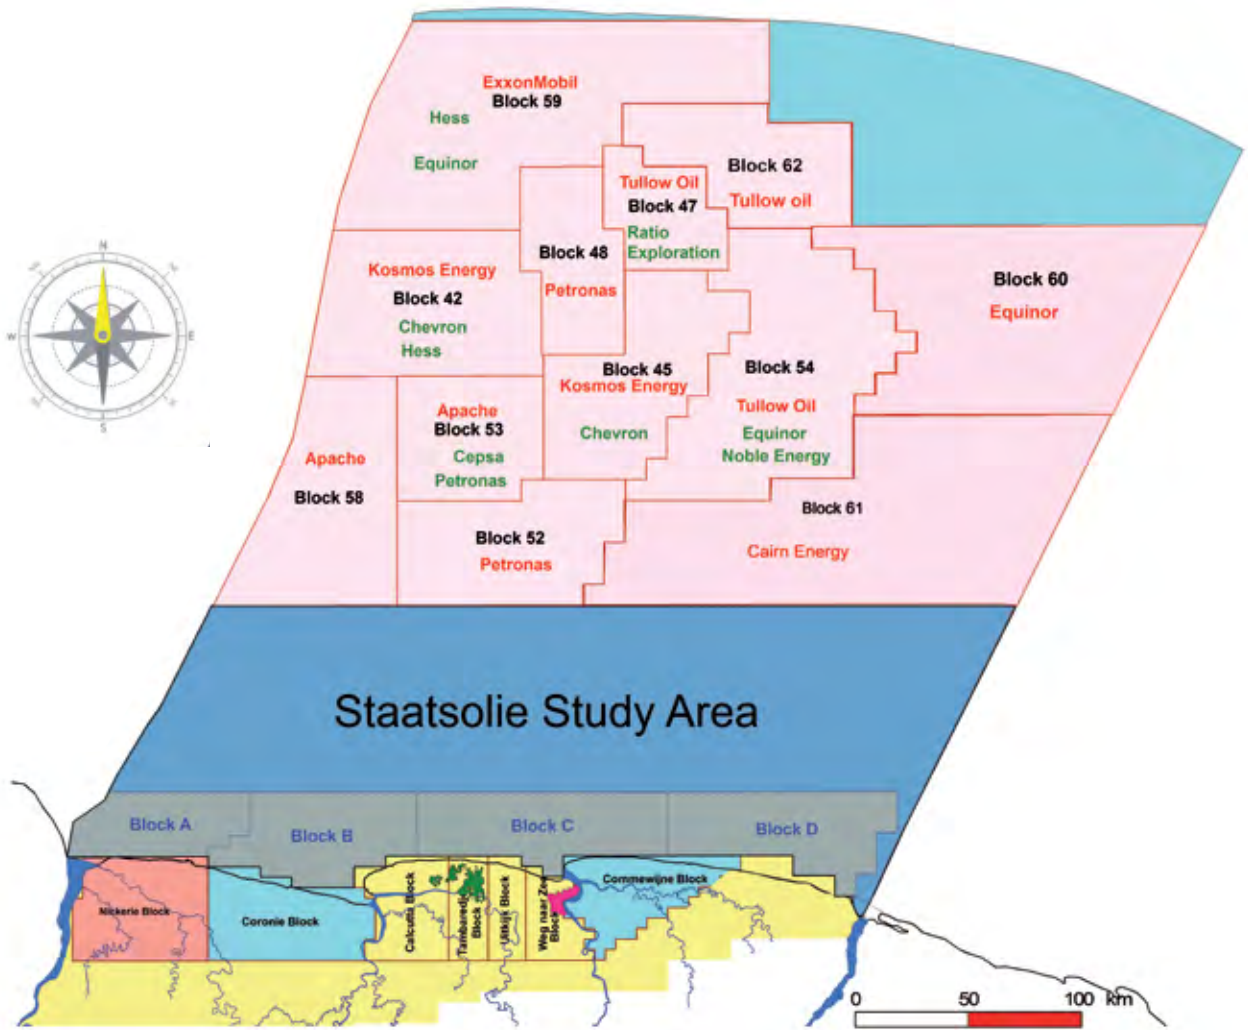 ExxonMobil
Block 59
Hess
Equinor
Block 62
Tullow oil
Tullow Oil
Block 47
Ratio
Exploration
Block 48
Petronas
Kosmos Energy
Block 42
Chevron
Hess
Block 60
Equinor
Block 45
Kosmos Energy
Chevron
Block 54
Tullow Oil
Equinor
Noble Energy
Apache
Block 53
Cepsa
Petronas
Apache
Block 58
Block 52
Petronas
Block 61
Cairn Energy
N
W
E
S
Staatsolie Study Area
Block A
Block B
Block C
Block D
Nickerie Block
Coronie Block
Calcutta Block
Tambaredjo
Block
Uitkijk Block
Weg naar Zee
Block
Commewijne Block
0 50 100 km